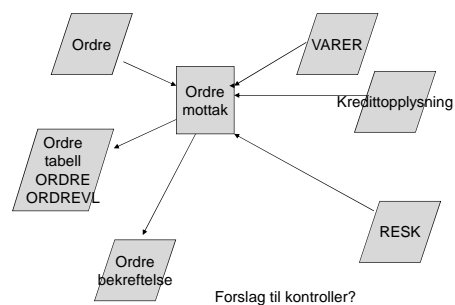 Ordre
VARER
Ordre
mottak
Kredittopplysning
Ordre
tabell
ORDRE
ORDREVL
RESK
Ordre
bekreftelse
Forslag til kontroller?